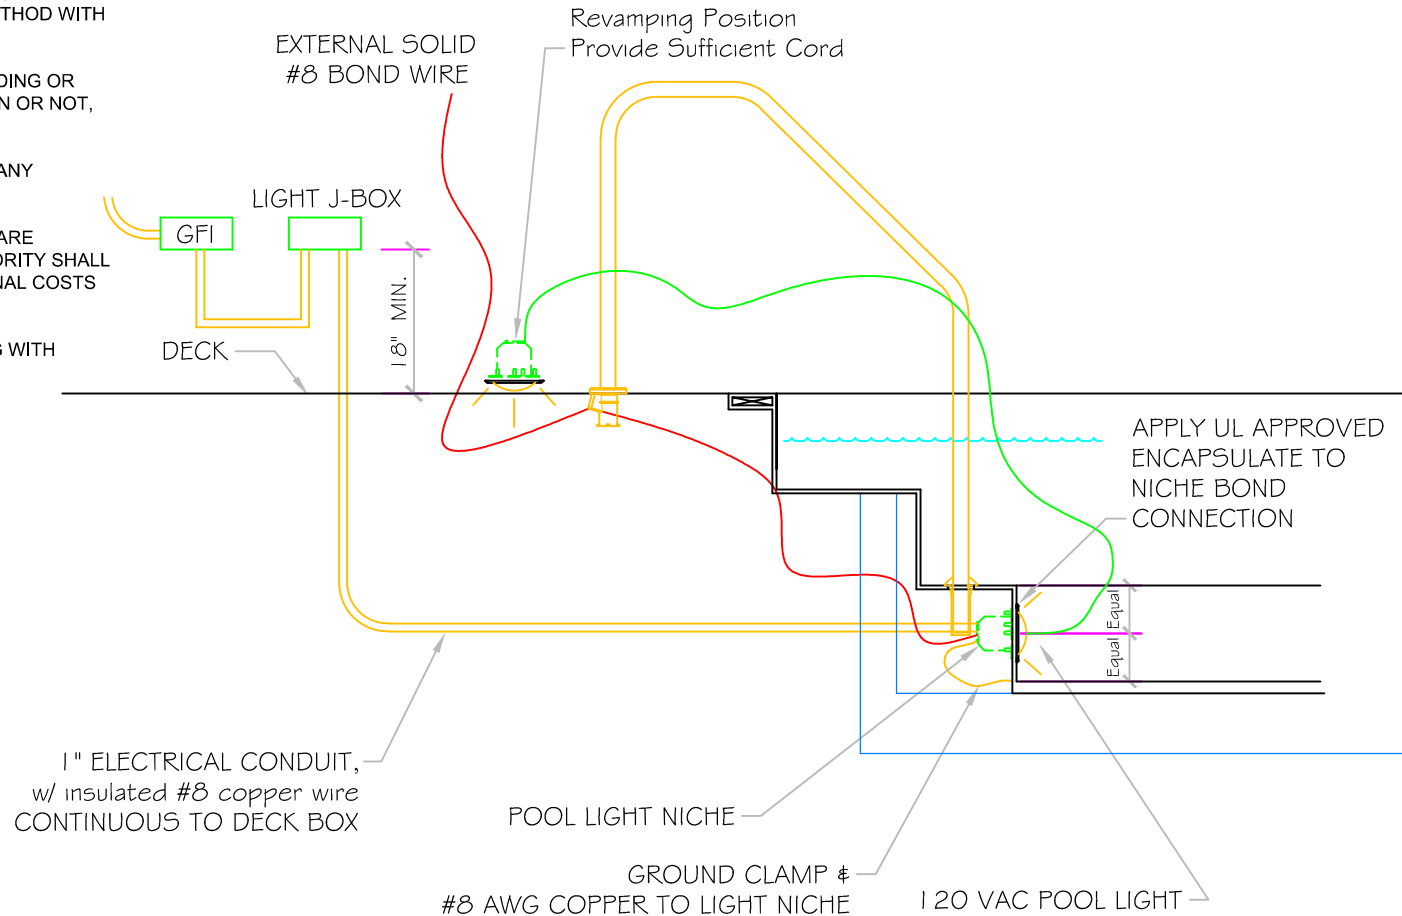 THOD WITH
DING OR
N OR NOT,
ANY
ARE
ORITY SHALL
NAL COSTS
G WITH
EXTERNAL SOLID
#8 BOND WIRE
Revamping Position
Provide Sufficient Cord
LIGHT J-BOX
GFI
18" MIN.
DECK
APPLY UL APPROVED
ENCAPSULATE TO
NICHE BOND
CONNECTION
Equal
Equal
1" ELECTRICAL CONDUIT,
w/ insulated #8 copper wire
CONTINUOUS TO DECK BOX
POOL LIGHT NICHE
GROUND CLAMP &
#8 AWG COPPER TO LIGHT NICHE
120 VAC POOL LIGHT